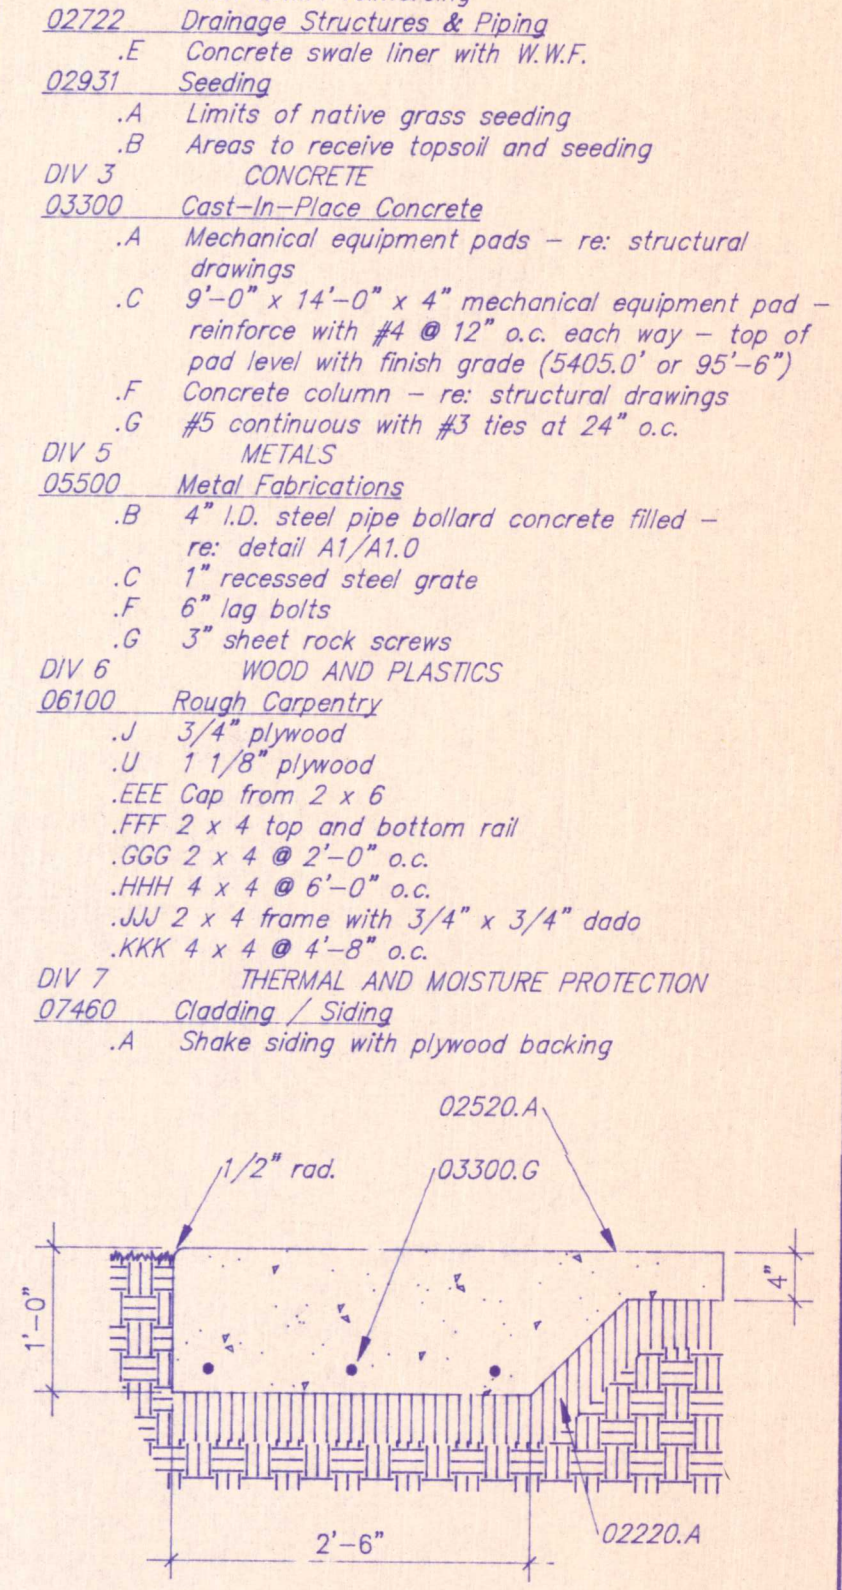 02722 Drainage Structures & Piping
.E Concrete swale liner with W.W.F.
02931 Seeding
.A Limits of native grass seeding
.B Areas to receive topsoil and seeding
DIV 3 CONCRETE
03300 Cast-In-Place Concrete
.A Mechanical equipment pads - re: structural
drawings
.C 9'-0" x 14'-0" x 4" mechanical equipment pad -
reinforce with #4 @ 12" o.c. each way - top of
pad level with finish grade (5405.0' or 95'-6")
.F Concrete column - re: structural drawings
.G #5 continuous with #3 ties at 24" o.c.
DIV 5 METALS
05500 Metal Fabrications
.B 4" I.D. steel pipe bollard concrete filled -
re: detail A1/A1.0
.C 1" recessed steel grate
.F 6" lag bolts
.G 3" sheet rock screws
DIV 6 WOOD AND PLASTICS
06100 Rough Carpentry
.J 3/4" plywood
.U 1 1/8" plywood
.EEE Cap from 2 x 6
.FFF 2 x 4 top and bottom rail
.GGG 2 x 4 @ 2'-0" o.c.
.HHH 4 x 4 @ 6'-0" o.c.
.JJJ 2 x 4 frame with 3/4" x 3/4" dado
.KKK 4 x 4 @ 4'-8" o.c.
DIV 7 THERMAL AND MOISTURE PROTECTION
07460 Cladding / Siding
.A Shake siding with plywood backing
02520.A
1/2" rad.
03300.G
1'-0"
4"
2'-6"
02220.A